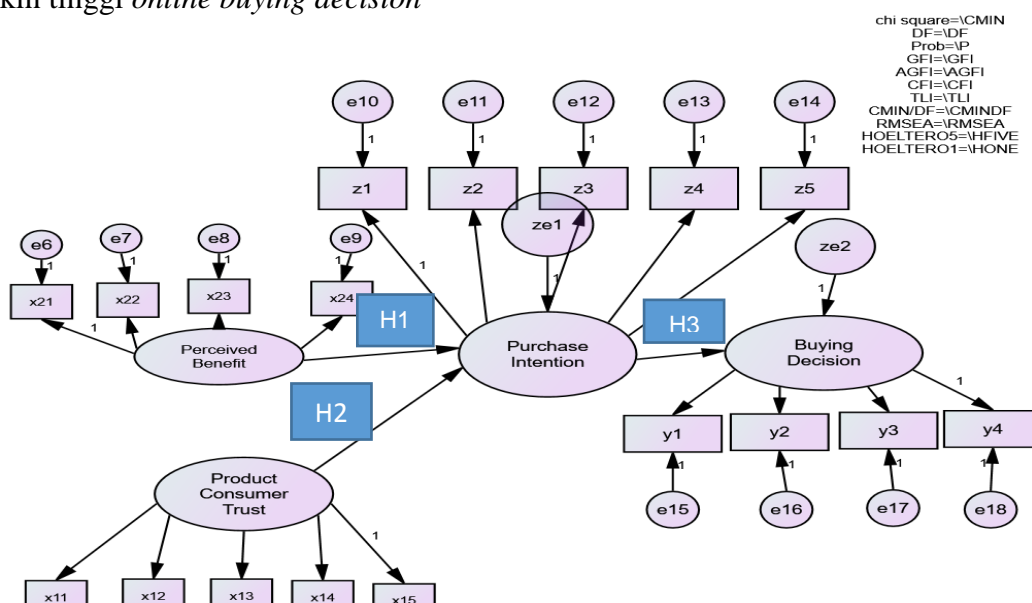 kin tinggi online buying decision
chi square=\CMIN
DF=\DF
Prob=\P
GFI=\GFI
AGFI=\AGFI
CFI=\CFI
TLI=\TLI
CMIN/DF=\CMINDF
RMSEA=\RMSEA
HOELTERO5=\HFIVE
HOELTERO1=\HONE
e10 e11 e12 e13 e14
1 1 1 1 1
z1 z2 z3 z4 z5
ze1
ze2
e6 e7 e8 e9
1 1 1 1
1 1 1
x21 x22 x23 x24
1
H1
H3
Perceived
Benefit
Purchase
Intention
Buying
Decision
H2
1
y1 y2 y3 y4
1 1 1 1
e15 e16 e17 e18
Product
Consumer
Trust
1
x11 x12 x13 x14 x15